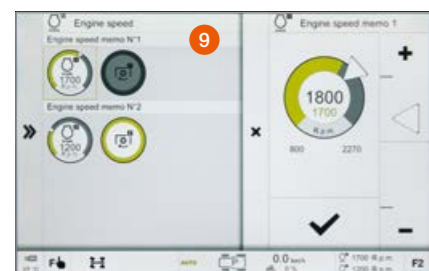 Engine speed
9
Engine speed memo 1
Engine speed memo N°1
1700
R.p.m.
Engine speed memo N°2
1200
R.p.m.
1800
1700
R.p.m.
800 2270
+
-
AUTO
P
0.0 km/h
0 %
1700 R.p.m.
1200 R.p.m.
F2
F